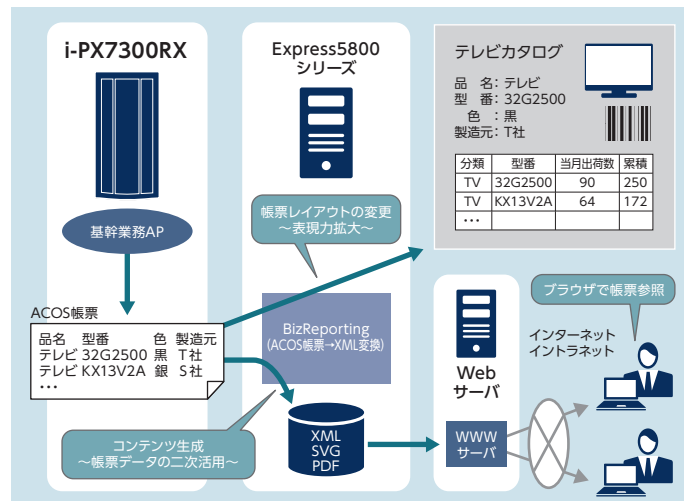 i-PX7300RX
基幹業務AP
ACOS帳票
品名 型番 色 製造元
テレビ 32G2500 黒 T社
テレビ KX13V2A 銀 S社
…
Express5800
シリーズ
帳票レイアウトの変更
～表現力拡大～
BizReporting
(ACOS帳票→XML変換)
コンテンツ生成
～帳票データの二次活用～
XML
SVG
PDF
テレビカタログ
品 名：テレビ
型 番：32G2500
色 ：黒
製造元：T社
分類 型番 当月出荷数 累積
TV 32G2500 90 250
TV KX13V2A 64 172
…
Web
サーバ
WWW
サーバ
ブラウザで帳票参照
インターネット
イントラネット